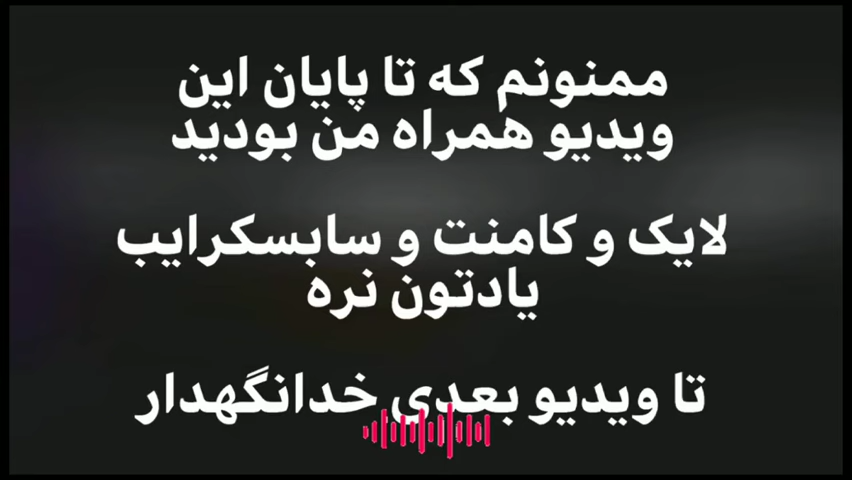 ممنونم که تا پایان این
ویدیو همراه من بودید
لایک و کامنت و سابسکرایب
یادتون نره
تا ویدیو بعدی خدانگهدار